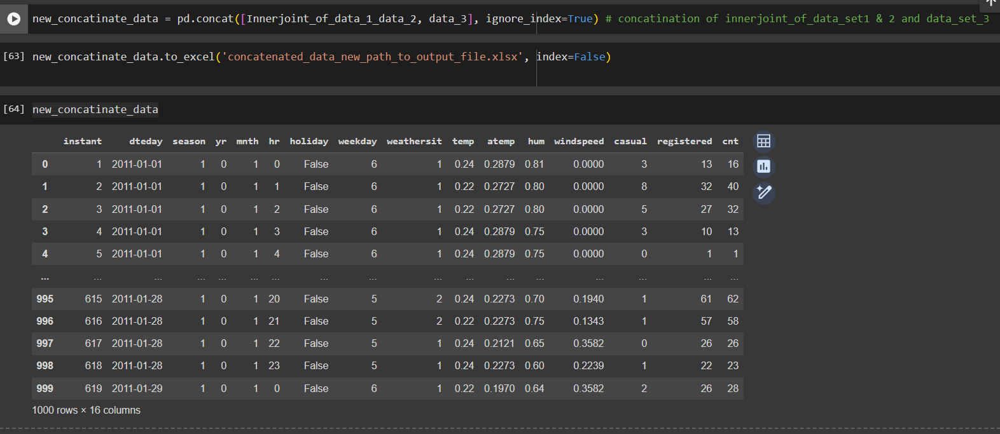 new_concatinate_data = pd.concat([Innerjoint_of_data_1_data_2, data_3], ignore_index=True) # concatination of innerjoint_of_data_set1 & 2 and data_set_3
[63] new_concatinate_data.to_excel('concatenated_data_new_path_to_output_file.xlsx', index=False)
[64] new_concatinate_data
instant dteday season yr mnth hr holiday weekday weathersit temp atemp hum windspeed casual registered cnt
0 1 2011-01-01 1 0 1 0 False 6 1 0.24 0.2879 0.81 0.0000 3 13 16
1 2 2011-01-01 1 0 1 1 False 6 1 0.22 0.2727 0.80 0.0000 8 32 40
2 3 2011-01-01 1 0 1 2 False 6 1 0.22 0.2727 0.80 0.0000 5 27 32
3 4 2011-01-01 1 0 1 3 False 6 1 0.24 0.2879 0.75 0.0000 3 10 13
4 5 2011-01-01 1 0 1 4 False 6 1 0.24 0.2879 0.75 0.0000 0 1 1
... ... ... ... ... ... ... ... ... ... ... ... ... ... ... ... ...
995 615 2011-01-28 1 0 1 20 False 5 2 0.24 0.2273 0.70 0.1940 1 61 62
996 616 2011-01-28 1 0 1 21 False 5 2 0.22 0.2273 0.75 0.1343 1 57 58
997 617 2011-01-28 1 0 1 22 False 5 1 0.24 0.2121 0.65 0.3582 0 26 26
998 618 2011-01-28 1 0 1 23 False 5 1 0.24 0.2273 0.60 0.2239 1 22 23
999 619 2011-01-29 1 0 1 0 False 6 1 0.22 0.1970 0.64 0.3582 2 26 28
1000 rows × 16 columns